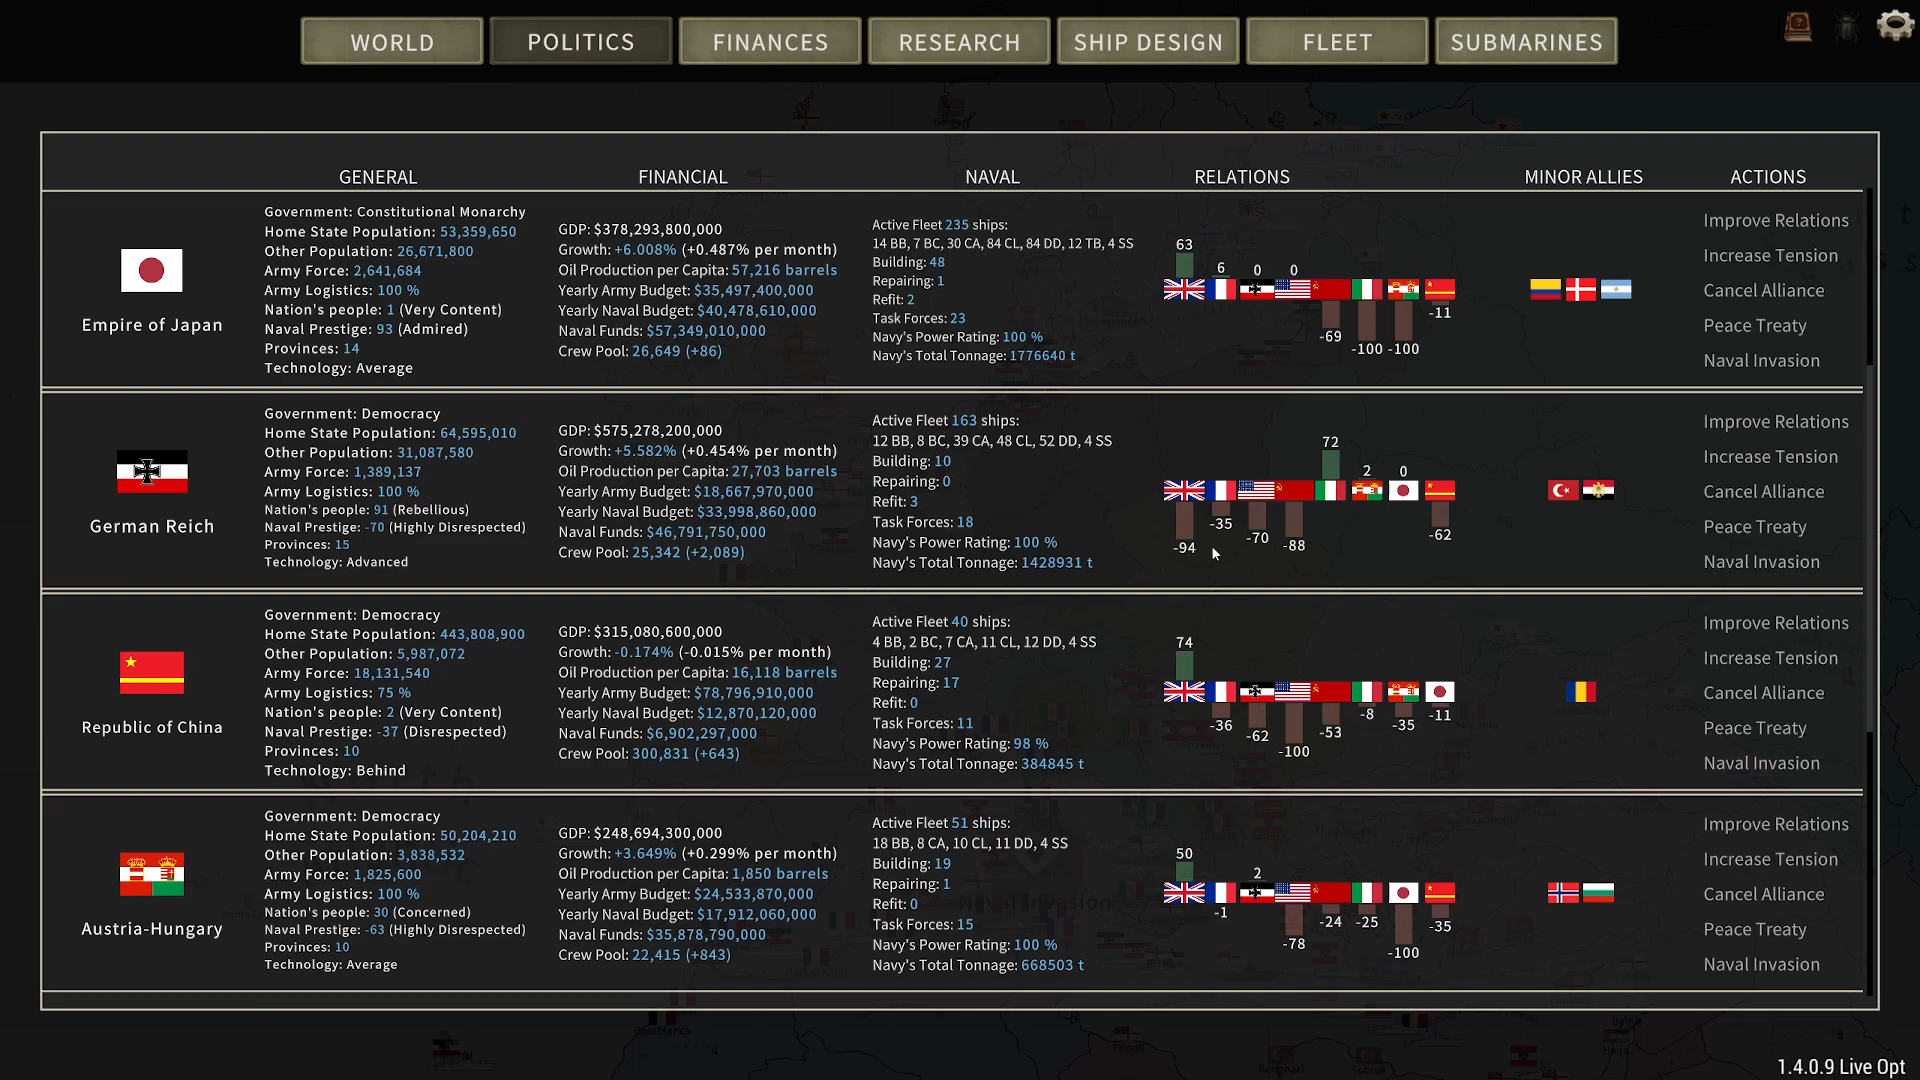 WORLD
POLITICS
FINANCES
RESEARCH
SHIP DESIGN
FLEET
SUBMARINES
GENERAL
FINANCIAL
NAVAL
RELATIONS
MINOR ALLIES
ACTIONS
Empire of Japan
Government: Constitutional Monarchy
Home State Population: 53,359,650
Other Population: 26,671,800
Army Force: 2,641,684
Army Logistics: 100 %
Nation's people: 1 (Very Content)
Naval Prestige: 93 (Admired)
Provinces: 14
Technology: Average
GDP: $378,293,800,000
Growth: +6.008% (+0.487% per month)
Oil Production per Capita: 57,216 barrels
Yearly Army Budget: $35,497,400,000
Yearly Naval Budget: $40,478,610,000
Naval Funds: $57,349,010,000
Crew Pool: 26,649 (+86)
Active Fleet 235 ships:
14 BB, 7 BC, 30 CA, 84 CL, 84 DD, 12 TB, 4 SS
Building: 48
Repairing: 1
Refit: 2
Task Forces: 23
Navy's Power Rating: 100 %
Navy's Total Tonnage: 1776640 t
63
6
0
0
-69
-100
-100
-11
Improve Relations
Increase Tension
Cancel Alliance
Peace Treaty
Naval Invasion
German Reich
Government: Democracy
Home State Population: 64,595,010
Other Population: 31,087,580
Army Force: 1,389,137
Army Logistics: 100 %
Nation's people: 91 (Rebellious)
Naval Prestige: -70 (Highly Disrespected)
Provinces: 15
Technology: Advanced
GDP: $575,278,200,000
Growth: +5.582% (+0.454% per month)
Oil Production per Capita: 27,703 barrels
Yearly Army Budget: $18,667,970,000
Yearly Naval Budget: $33,998,860,000
Naval Funds: $46,791,750,000
Crew Pool: 25,342 (+2,089)
Active Fleet 163 ships:
12 BB, 8 BC, 39 CA, 48 CL, 52 DD, 4 SS
Building: 10
Repairing: 0
Refit: 3
Task Forces: 18
Navy's Power Rating: 100 %
Navy's Total Tonnage: 1428931 t
-94
-35
-70
-88
72
2
0
-62
Improve Relations
Increase Tension
Cancel Alliance
Peace Treaty
Naval Invasion
Republic of China
Government: Democracy
Home State Population: 443,808,900
Other Population: 5,987,072
Army Force: 18,131,540
Army Logistics: 75 %
Nation's people: 2 (Very Content)
Naval Prestige: -37 (Disrespected)
Provinces: 10
Technology: Behind
GDP: $315,080,600,000
Growth: -0.174% (-0.015% per month)
Oil Production per Capita: 16,118 barrels
Yearly Army Budget: $78,796,910,000
Yearly Naval Budget: $12,870,120,000
Naval Funds: $6,902,297,000
Crew Pool: 300,831 (+643)
Active Fleet 40 ships:
4 BB, 2 BC, 7 CA, 11 CL, 12 DD, 4 SS
Building: 27
Repairing: 17
Refit: 0
Task Forces: 11
Navy's Power Rating: 98 %
Navy's Total Tonnage: 384845 t
74
-36
-62
-100
-53
-8
-35
-11
Improve Relations
Increase Tension
Cancel Alliance
Peace Treaty
Naval Invasion
Austria-Hungary
Government: Democracy
Home State Population: 50,204,210
Other Population: 3,838,532
Army Force: 1,825,600
Army Logistics: 100 %
Nation's people: 30 (Concerned)
Naval Prestige: -63 (Highly Disrespected)
Provinces: 10
Technology: Average
GDP: $248,694,300,000
Growth: +3.649% (+0.299% per month)
Oil Production per Capita: 1,850 barrels
Yearly Army Budget: $24,533,870,000
Yearly Naval Budget: $17,912,060,000
Naval Funds: $35,878,790,000
Crew Pool: 22,415 (+843)
Active Fleet 51 ships:
18 BB, 8 CA, 10 CL, 11 DD, 4 SS
Building: 19
Repairing: 1
Refit: 0
Task Forces: 15
Navy's Power Rating: 100 %
Navy's Total Tonnage: 668503 t
50
-1
2
-78
-24
-25
-100
-35
Improve Relations
Increase Tension
Cancel Alliance
Peace Treaty
Naval Invasion
Naval Invasion
Casablanca
Tripoli
Benghazi
Tobruk
Haifa
1.4.0.9 Live Opt